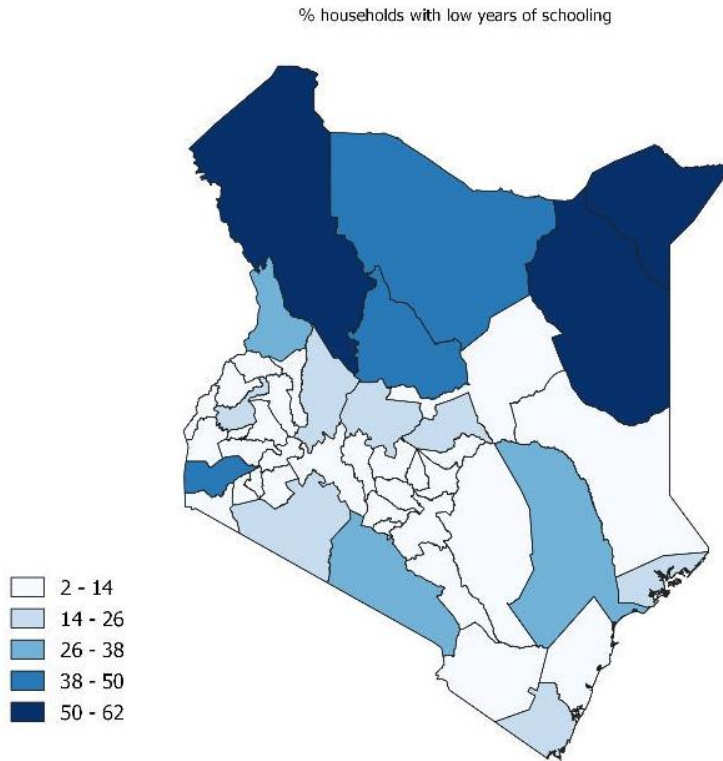 % households with low years of schooling
2 - 14
14 - 26
26 - 38
38 - 50
50 - 62